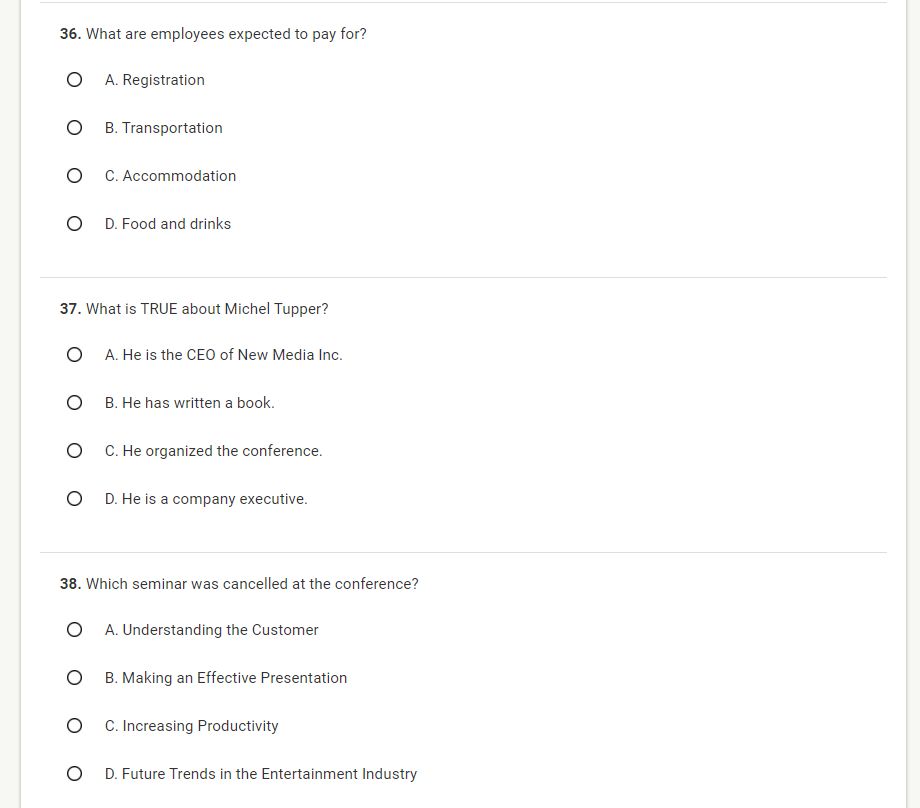 36. What are employees expected to pay for?
A. Registration
B. Transportation
C. Accommodation
D. Food and drinks
37. What is TRUE about Michel Tupper?
A. He is the CEO of New Media Inc.
B. He has written a book.
C. He organized the conference.
D. He is a company executive.
38. Which seminar was cancelled at the conference?
A. Understanding the Customer
B. Making an Effective Presentation
C. Increasing Productivity
D. Future Trends in the Entertainment Industry